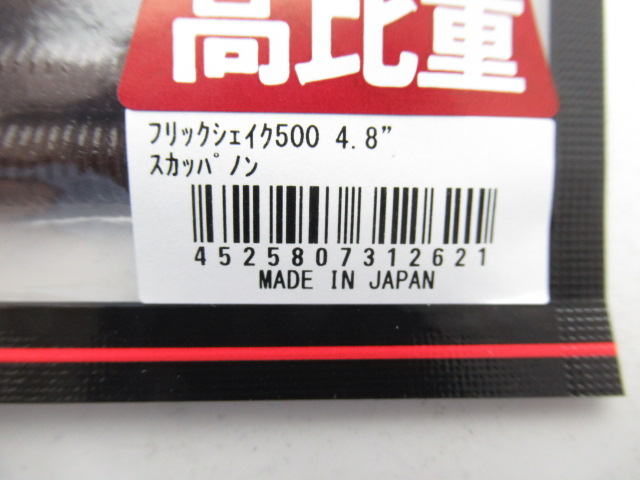 高比重
フリックシェイク500 4.8”
スカッパノン
4525807312621
MADE IN JAPAN